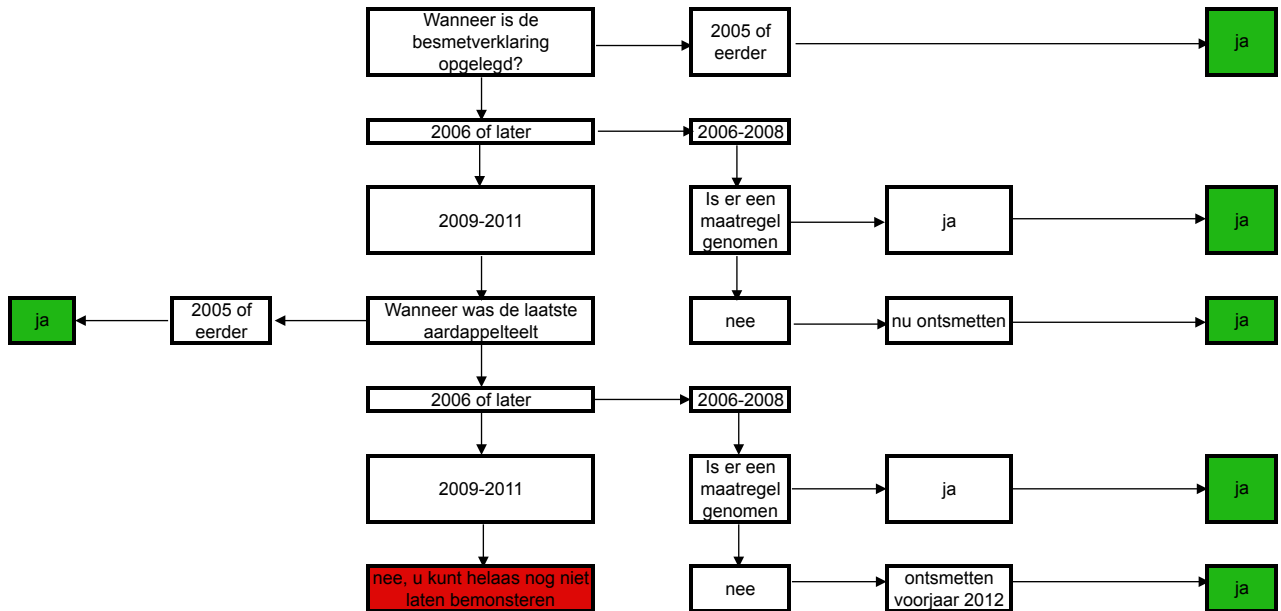 Wanneer is de
besmetverklaring
opgelegd?
2005 of
eerder
ja
2006 of later
2006-2008
2009-2011
Is er een
maatregel
genomen
ja
ja
ja
2005 of
eerder
Wanneer was de laatste
aardappelteelt
nee
nu ontsmetten
ja
2006 of later
2006-2008
2009-2011
Is er een
maatregel
genomen
ja
ja
nee, u kunt helaas nog niet
laten bemonsteren
nee
ontsmetten
voorjaar 2012
ja